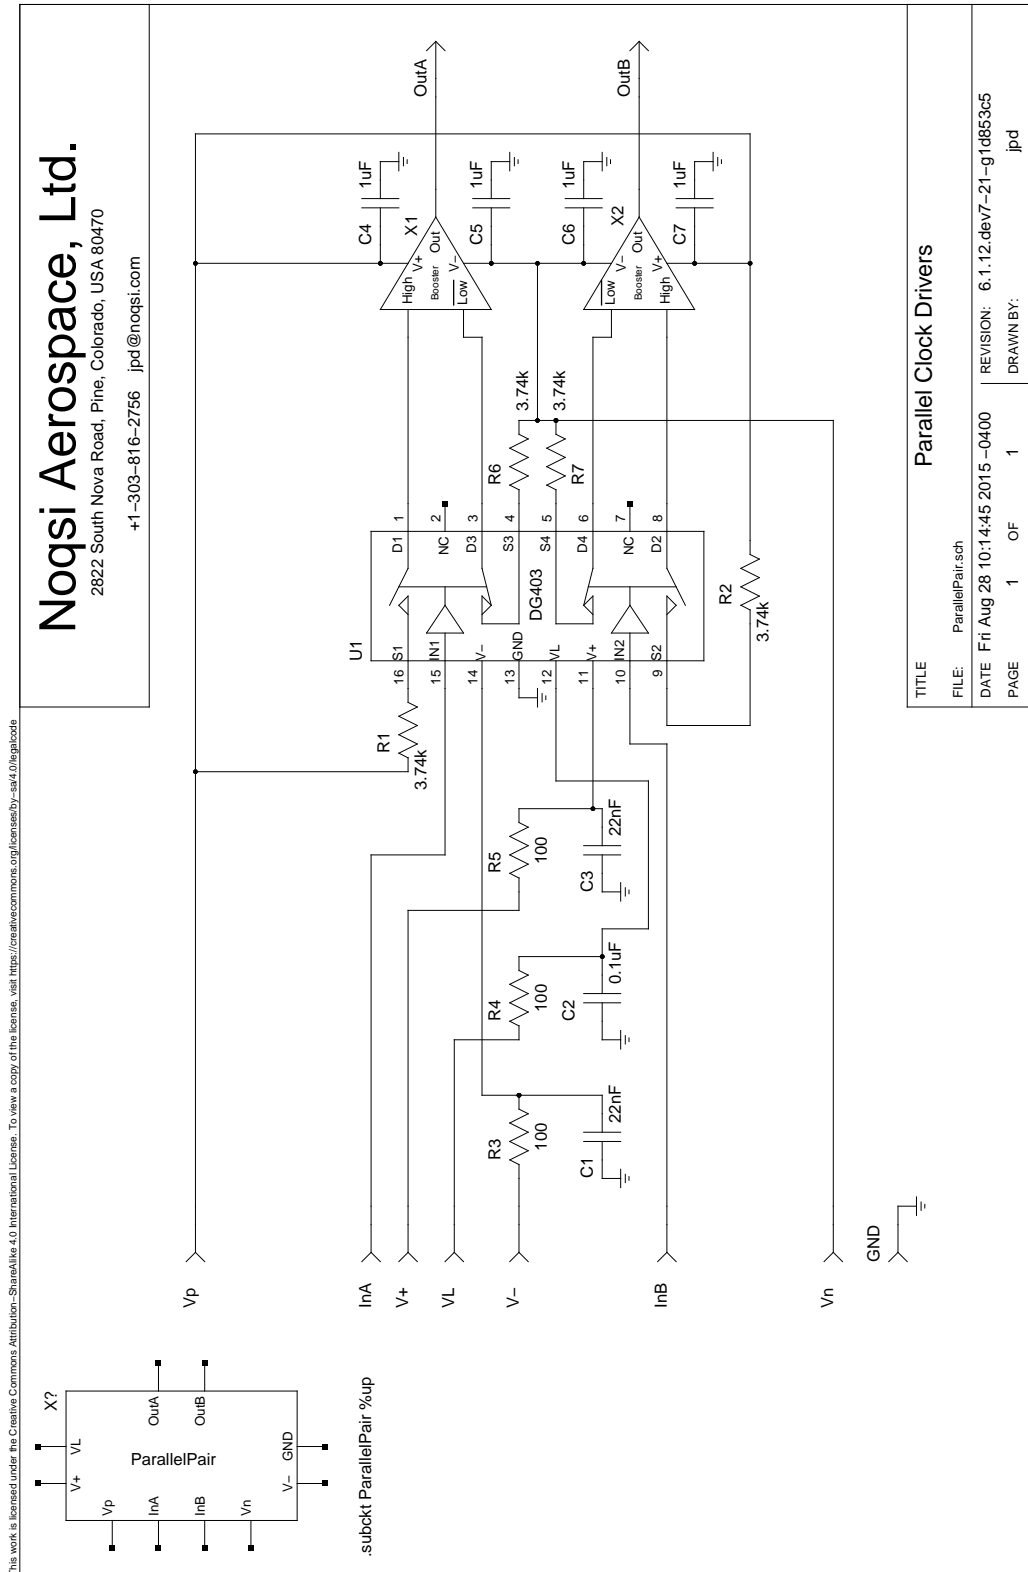 This work is licensed under the Creative Commons Attribution−ShareAlike 4.0 International License. To view a copy of the license, visit https://creativecommons.org/licenses/by−sa/4.0/legalcode
Noqsi Aerospace, Ltd.
2822 South Nova Road, Pine, Colorado, USA 80470
+1−303−816−2756 jpd@noqsi.com
X?
V+
VL
Vp
InA
InB
Vn
OutA
OutB
ParallelPair
V−
GND
.subckt ParallelPair %up
Vp
InA
V+
VL
V−
InB
Vn
GND
R3
100
C1
22nF
R4
100
C2
0.1uF
R5
100
C3
22nF
R1
3.74k
U1
16 S1
15 IN1
14 V−
13 GND
12 VL
11 V+
10 IN2
9 S2
DG403
D1 1
NC 2
D3 3
S3 4
S4 5
D4 6
NC 7
D2 8
R2
3.74k
R6
3.74k
R7
3.74k
High
V+
Booster
Out
Low
V−
X1
C4
1uF
C5
1uF
OutA
C6
1uF
Low
V−
Booster
Out
High
V+
X2
C7
1uF
OutB
TITLE
Parallel Clock Drivers
FILE: ParallelPair.sch
REVISION: 6.1.12.dev7−21−g1d853c5
DATE Fri Aug 28 10:14:45 2015 −0400
PAGE 1 OF 1
DRAWN BY: jpd